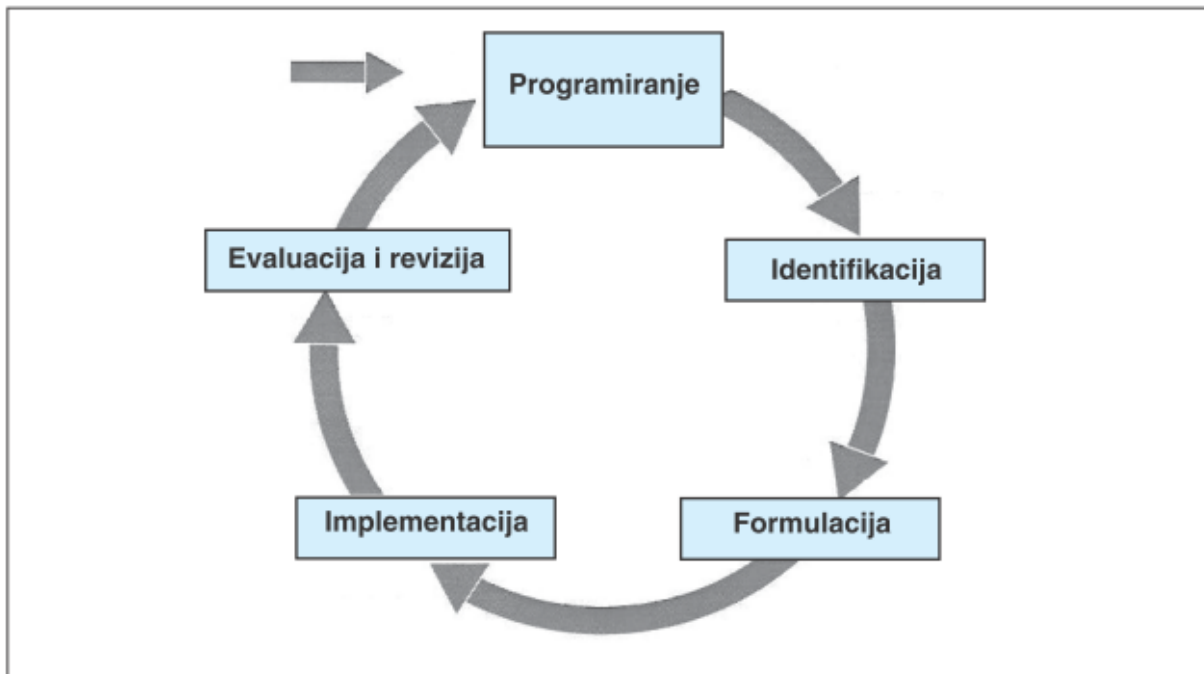 Programiranje
Identifikacija
Formulacija
Implementacija
Evaluacija i revizija